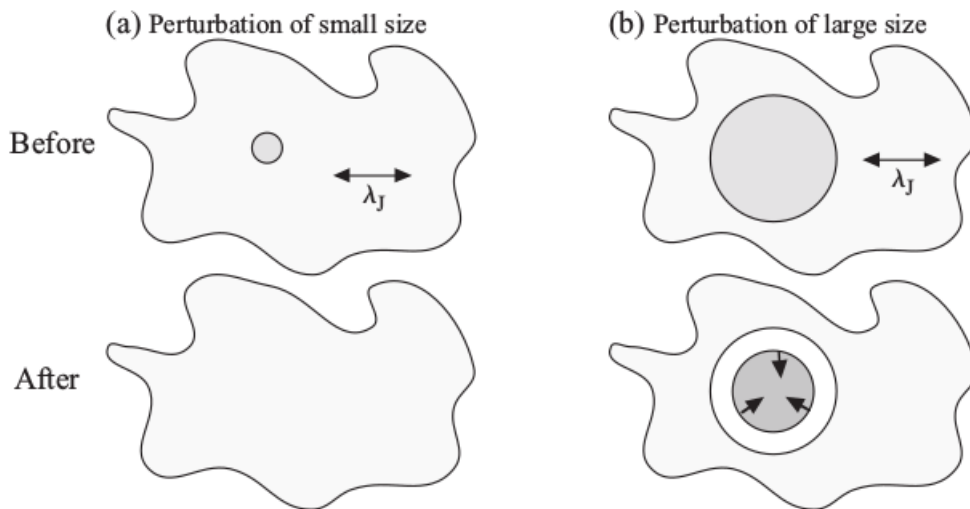 (a) Perturbation of small size
(b) Perturbation of large size
Before
λJ
λJ
After